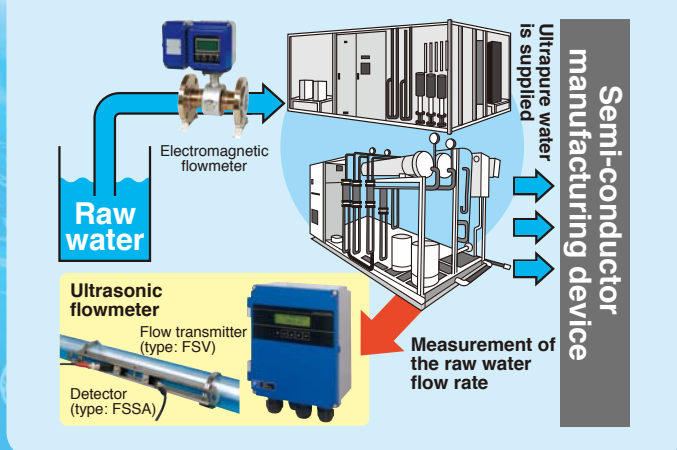 Electromagnetic
flowmeter
Raw
water
Ultrapure water
is supplied
Semi-conductor
manufacturing device
Ultrasonic
flowmeter
Flow transmitter
(type: FSV)
Detector
(type: FSSA)
Measurement of
the raw water
flow rate